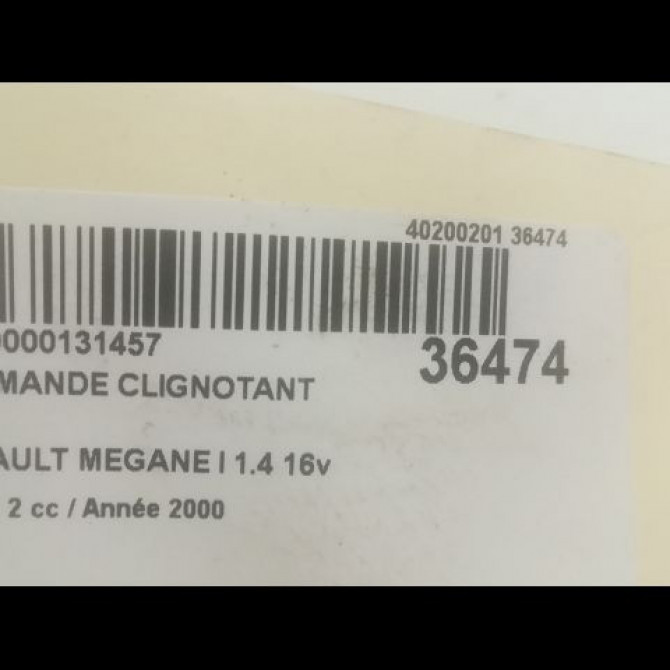 40200201 36474
0000131457
36474
MANDE CLIGNOTANT
AULT MEGANE I 1.4 16v
2 cc / Année 2000